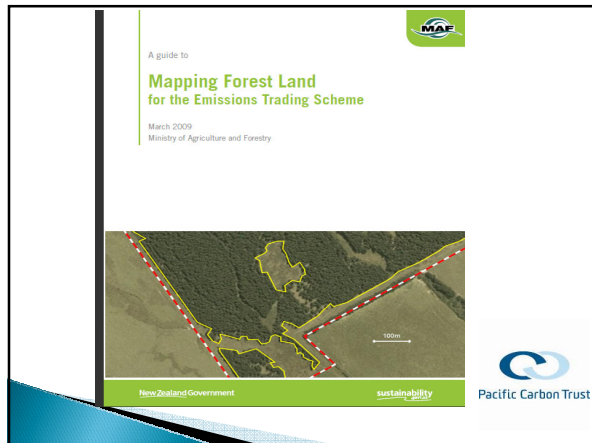 MAF
A guide to
Mapping Forest Land
for the Emissions Trading Scheme
March 2009
Ministry of Agriculture and Forestry
100m
New Zealand Government
sustainability
Pacific Carbon Trust